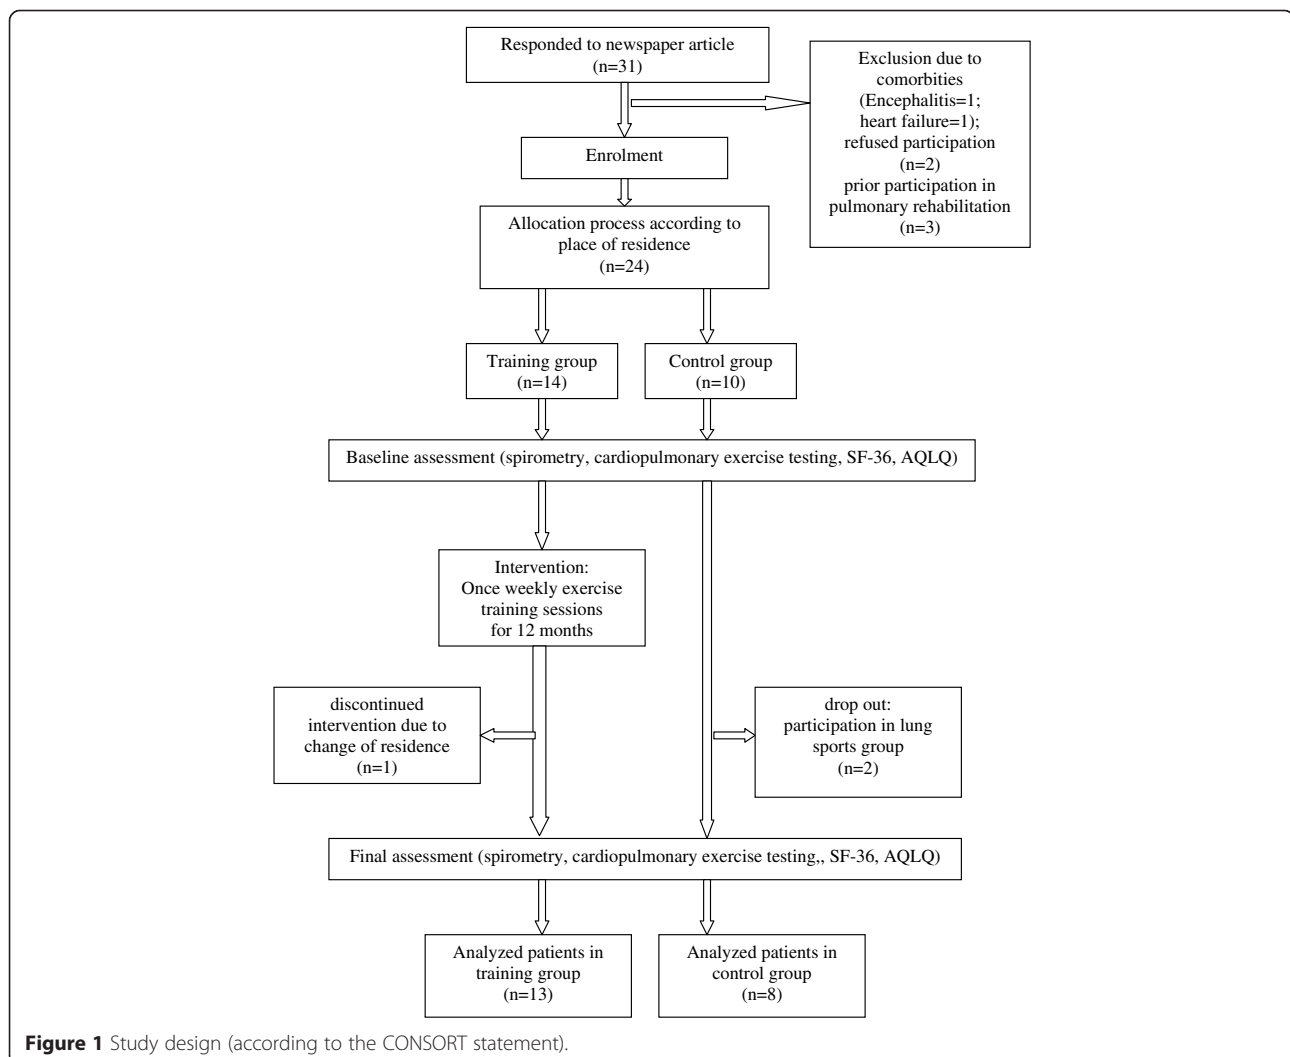 Responded to newspaper article
(n=31)
Exclusion due to
comorbities
(Encephalitis=1;
heart failure=1);
refused participation
(n=2)
prior participation in
pulmonary rehabilitation
(n=3)
Enrolment
Allocation process according to
place of residence
(n=24)
Training group
(n=14)
Control group
(n=10)
Baseline assessment (spirometry, cardiopulmonary exercise testing, SF-36, AQLQ)
Intervention:
Once weekly exercise
training sessions
for 12 months
discontinued
intervention due to
change of residence
(n=1)
drop out:
participation in lung
sports group
(n=2)
Final assessment (spirometry, cardiopulmonary exercise testing,, SF-36, AQLQ)
Analyzed patients in
training group
(n=13)
Analyzed patients in
control group
(n=8)
Figure 1 Study design (according to the CONSORT statement).